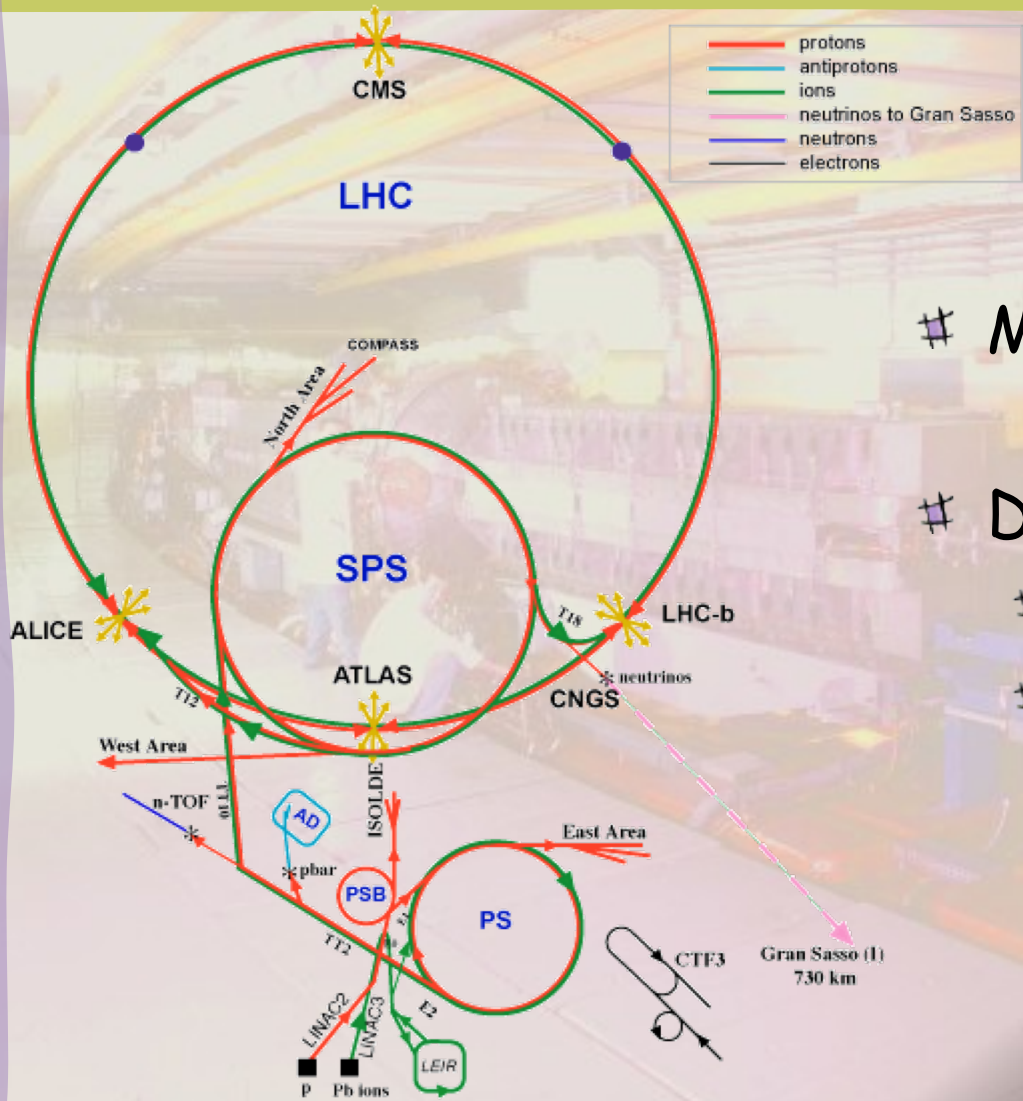 protons
antiprotons
ions
neutrinos to Gran Sasso
neutrons
electrons
CMS
LHC
M
COMPASS
North Area
D
SPS
T18
LHC-b
ALICE
ATLAS
neutrinos
CNGS
T12
West Area
TT10
n-TOF
AD
ISOLDE
East Area
pbar
PSB
PS
TT2
E2
CTF3
Gran Sasso (I)
730 km
LINAC2
LINAC3
LEIR
p
Pb ions